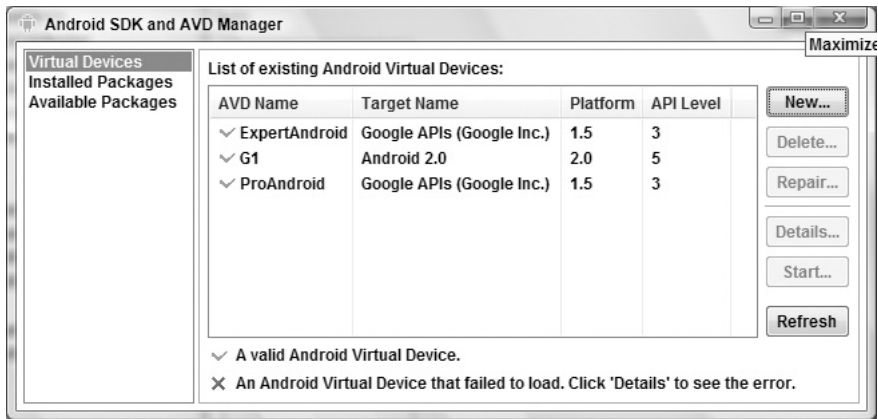 Android SDK and AVD Manager
Maximize
Virtual Devices
Installed Packages
Available Packages
List of existing Android Virtual Devices:
AVD Name Target Name Platform API Level
ExpertAndroid Google APIs (Google Inc.) 1.5 3
G1 Android 2.0 2.0 5
ProAndroid Google APIs (Google Inc.) 1.5 3
New...
Delete...
Repair...
Details...
Start...
Refresh
A valid Android Virtual Device.
An Android Virtual Device that failed to load. Click 'Details' to see the error.